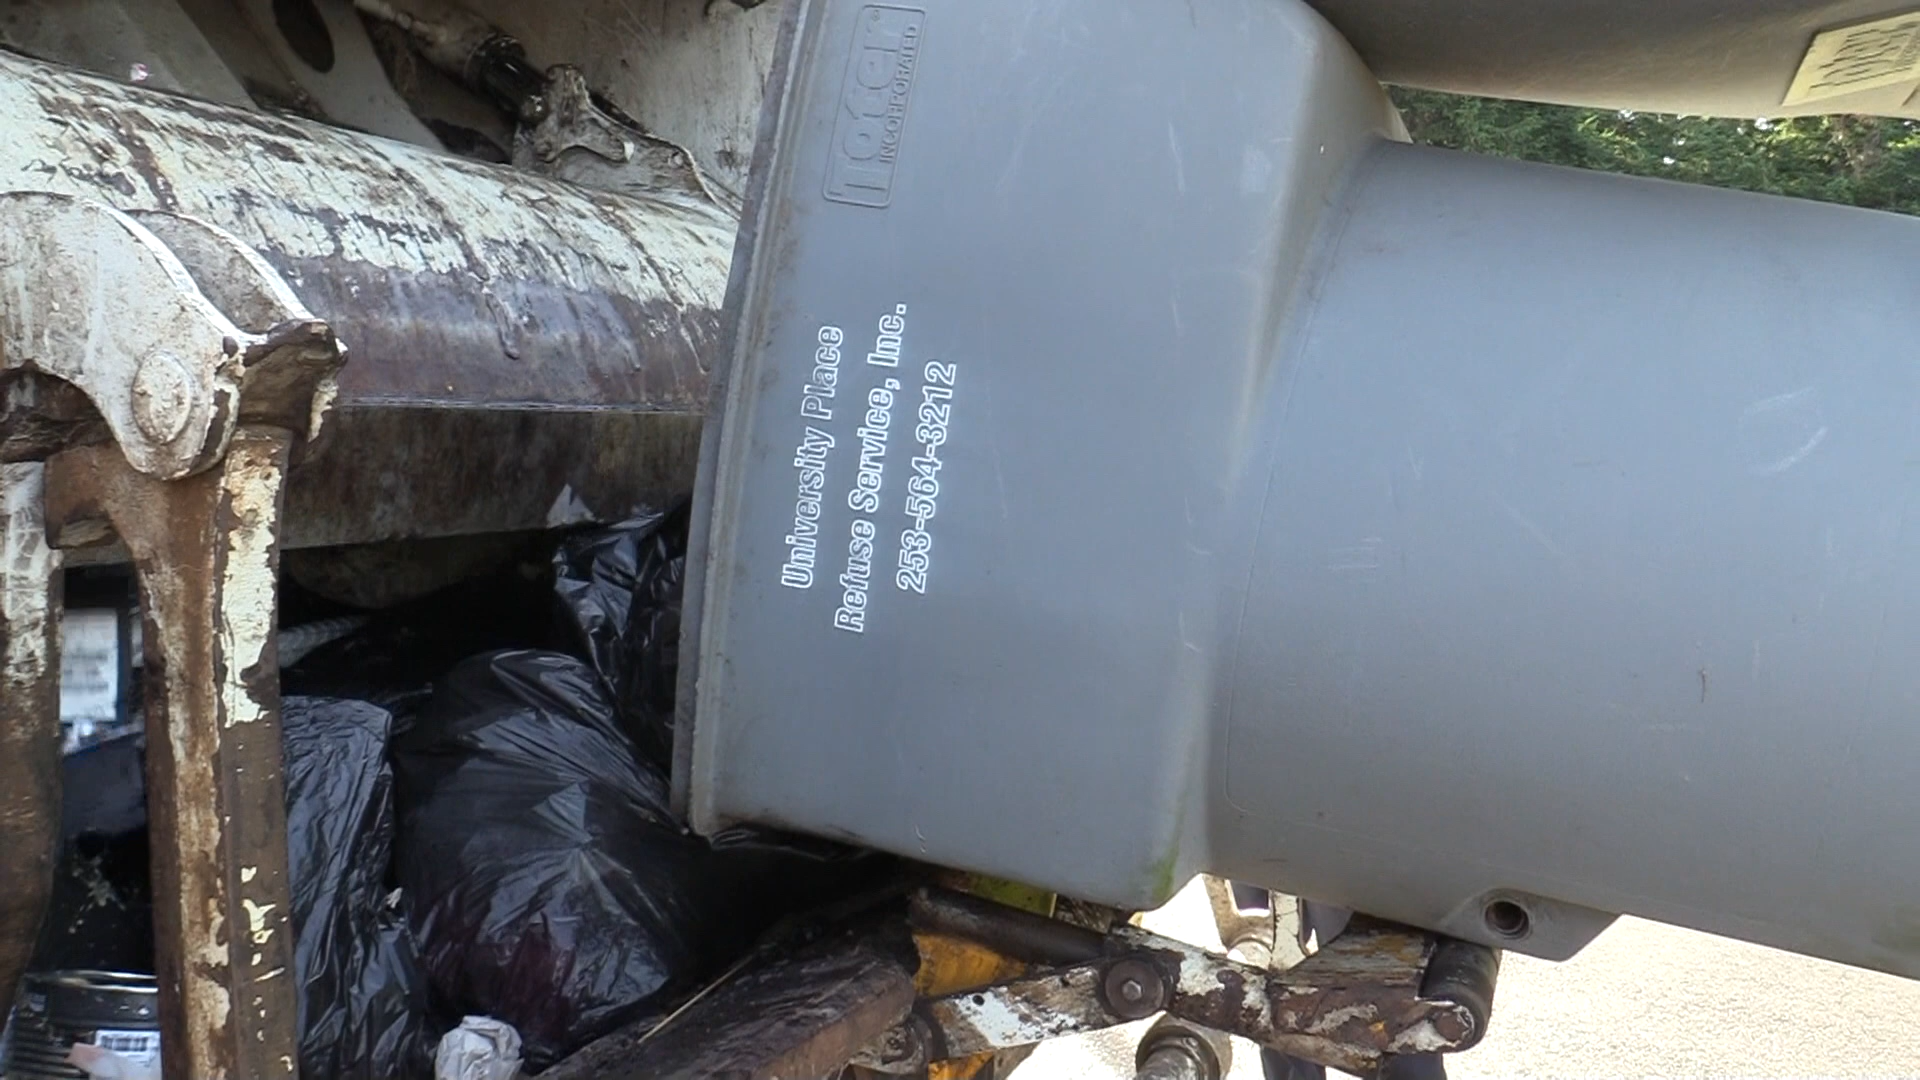 Toter
INCORPORATED
University Place
Refuse Service, Inc.
253-564-3212